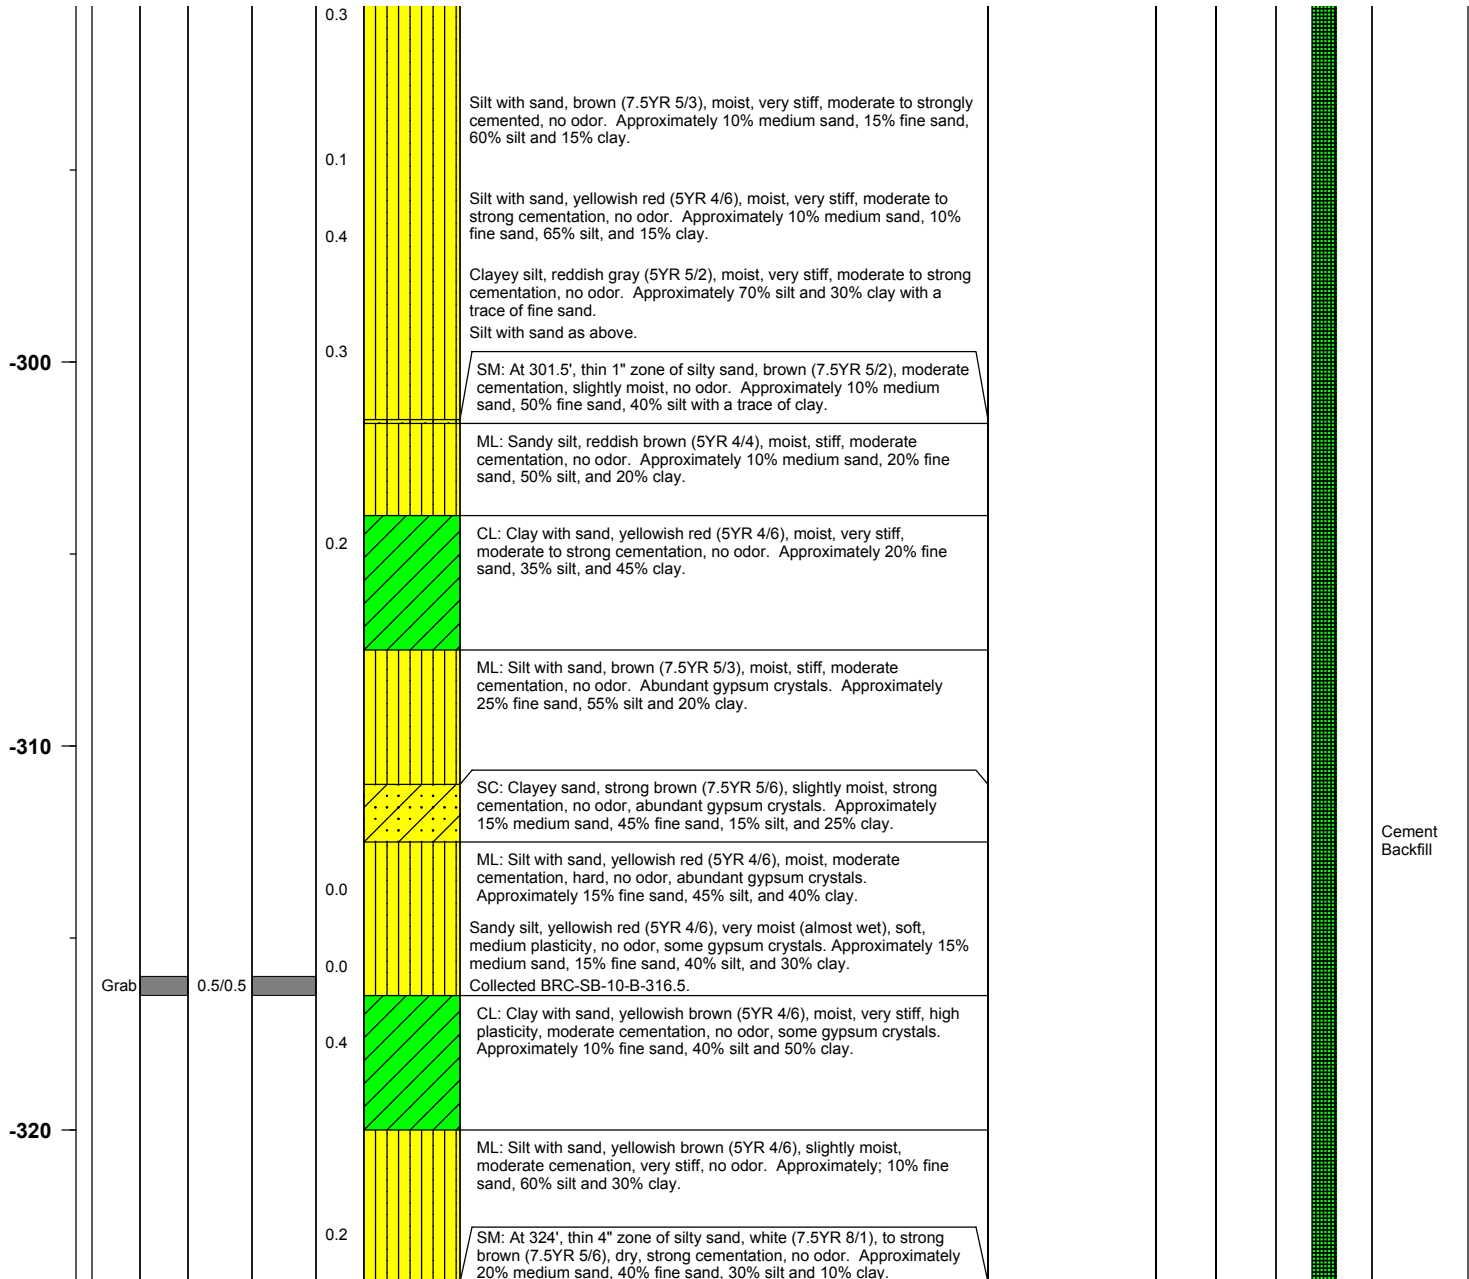 0.3
Silt with sand, brown (7.5YR 5/3), moist, very stiff, moderate to strongly
cemented, no odor.  Approximately 10% medium sand, 15% fine sand,
60% silt and 15% clay.
0.1
Silt with sand, yellowish red (5YR 4/6), moist, very stiff, moderate to
strong cementation, no odor.  Approximately 10% medium sand, 10%
fine sand, 65% silt, and 15% clay.
0.4
Clayey silt, reddish gray (5YR 5/2), moist, very stiff, moderate to strong
cementation, no odor.  Approximately 70% silt and 30% clay with a
trace of fine sand.
Silt with sand as above.
0.3
-300
SM: At 301.5', thin 1" zone of silty sand, brown (7.5YR 5/2), moderate
cementation, slightly moist, no odor.  Approximately 10% medium
sand, 50% fine sand, 40% silt with a trace of clay.
ML: Sandy silt, reddish brown (5YR 4/4), moist, stiff, moderate
cementation, no odor.  Approximately 10% medium sand, 20% fine
sand, 50% silt, and 20% clay.
0.2
CL: Clay with sand, yellowish red (5YR 4/6), moist, very stiff,
moderate to strong cementation, no odor.  Approximately 20% fine
sand, 35% silt, and 45% clay.
ML: Silt with sand, brown (7.5YR 5/3), moist, stiff, moderate
cementation, no odor.  Abundant gypsum crystals.  Approximately
25% fine sand, 55% silt and 20% clay.
-310
SC: Clayey sand, strong brown (7.5YR 5/6), slightly moist, strong
cementation, no odor, abundant gypsum crystals.  Approximately
15% medium sand, 45% fine sand, 15% silt, and 25% clay.
Cement
Backfill
ML: Silt with sand, yellowish red (5YR 4/6), moist, moderate
cementation, hard, no odor, abundant gypsum crystals.
Approximately 15% fine sand, 45% silt, and 40% clay.
0.0
Sandy silt, yellowish red (5YR 4/6), very moist (almost wet), soft,
medium plasticity, no odor, some gypsum crystals. Approximately 15%
medium sand, 15% fine sand, 40% silt, and 30% clay.
0.0
Grab 0.5/0.5
Collected BRC-SB-10-B-316.5.
CL: Clay with sand, yellowish brown (5YR 4/6), moist, very stiff, high
plasticity, moderate cementation, no odor, some gypsum crystals.
Approximately 10% fine sand, 40% silt and 50% clay.
0.4
-320
ML: Silt with sand, yellowish brown (5YR 4/6), slightly moist,
moderate cemenation, very stiff, no odor.  Approximately; 10% fine
sand, 60% silt and 30% clay.
0.2
SM: At 324', thin 4" zone of silty sand, white (7.5YR 8/1), to strong
brown (7.5YR 5/6), dry, strong cementation, no odor.  Approximately
20% medium sand, 40% fine sand, 30% silt and 10% clay.